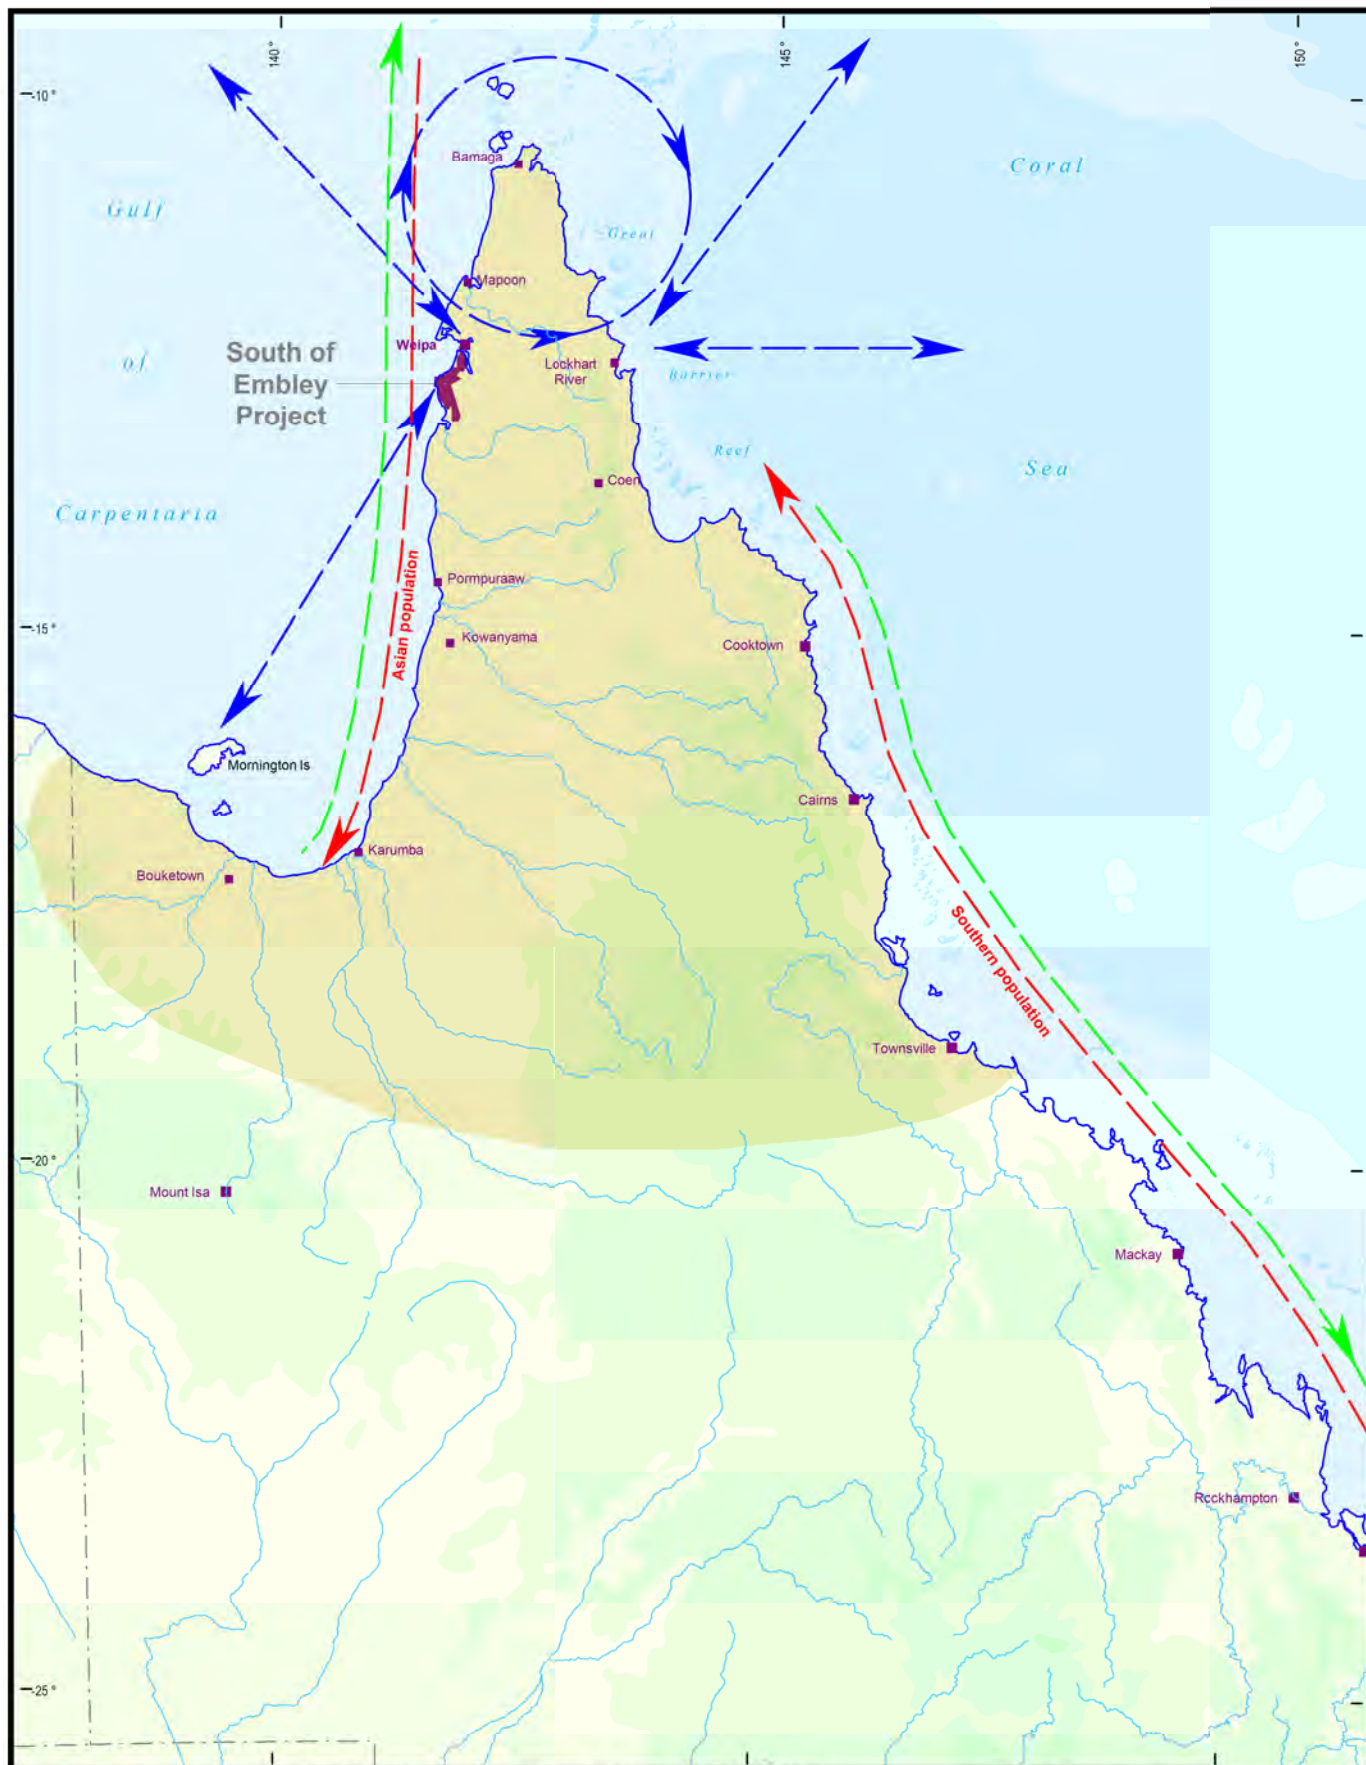 140°
145°
150°
-10°
Bamaga
Coral
Gulf
Great
Mapoon
Weipa
South of
Embley
Project
of
Lockhart
River
Barrier
Reef
Sea
Coen
Carpentaria
Asian population
Pormpuraaw
-15°
Kowanyama
Cooktown
Mornington Is
Cairns
Karumba
Bouketown
Southern population
Townsville
-20°
Mount Isa
Mackay
Rockhampton
-25°